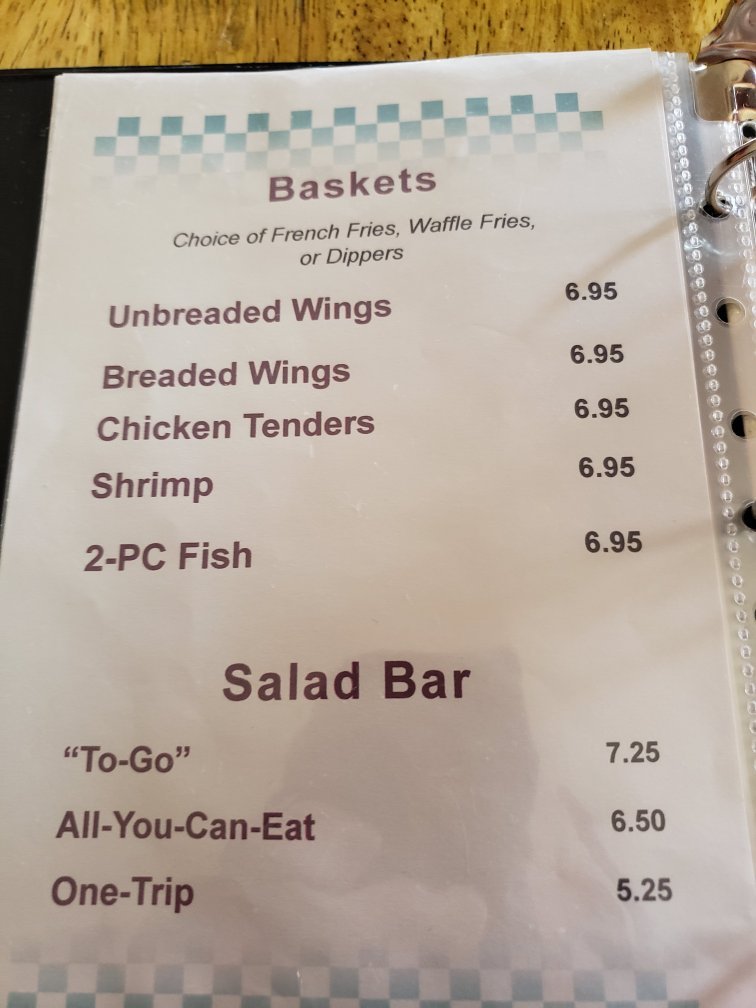 Baskets
Choice of French Fries, Waffle Fries,
or Dippers
Unbreaded Wings 6.95
Breaded Wings 6.95
Chicken Tenders 6.95
Shrimp 6.95
2-PC Fish 6.95
Salad Bar
“To-Go” 7.25
All-You-Can-Eat 6.50
One-Trip 5.25